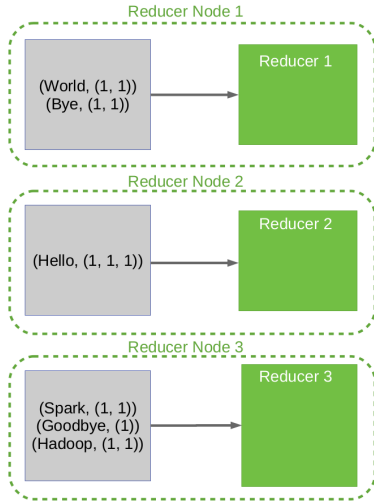 Reducer Node 1
(World, (1, 1))
(Bye, (1, 1))
Reducer 1
Reducer Node 2
(Hello, (1, 1, 1))
Reducer 2
Reducer Node 3
(Spark, (1, 1))
(Goodbye, (1))
(Hadoop, (1, 1))
Reducer 3